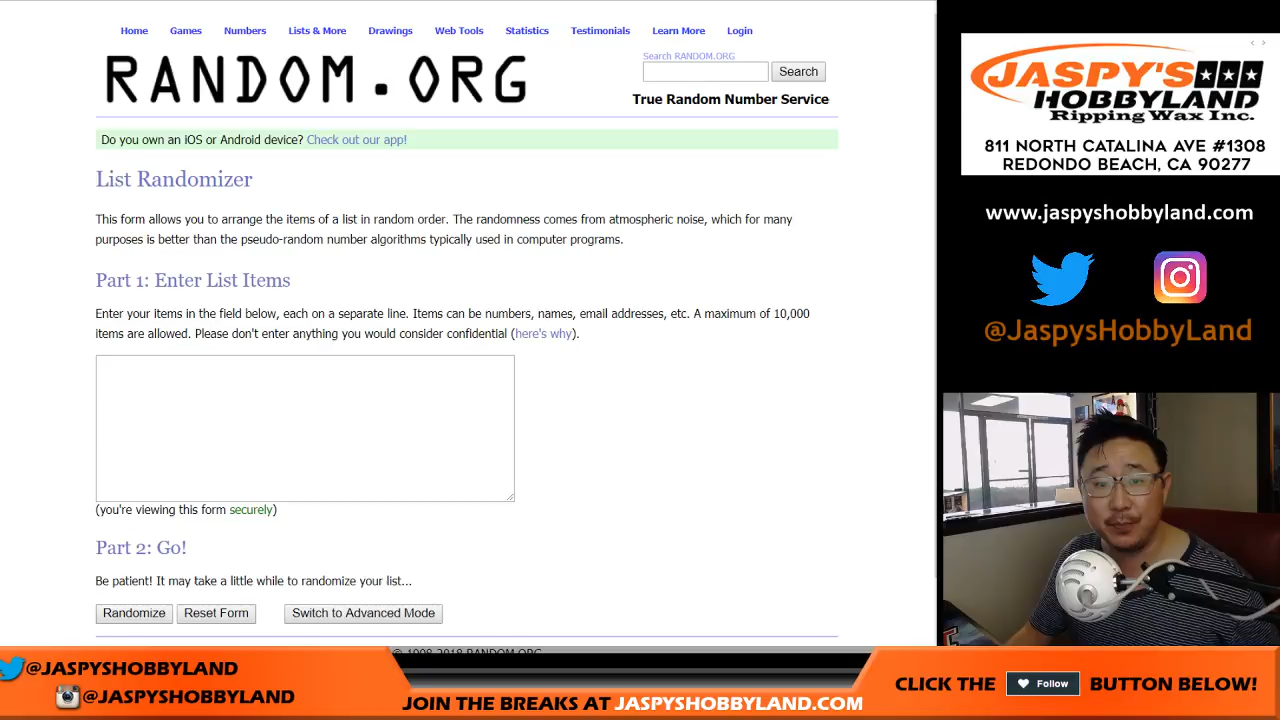 Home Games Numbers Lists & More Drawings Web Tools Statistics Testimonials Learn More Login
RANDOM.ORG
Search RANDOM.ORG
Search
True Random Number Service
Do you own an iOS or Android device? Check out our app!
List Randomizer
This form allows you to arrange the items of a list in random order. The randomness comes from atmospheric noise, which for many
purposes is better than the pseudo-random number algorithms typically used in computer programs.
Part 1: Enter List Items
Enter your items in the field below, each on a separate line. Items can be numbers, names, email addresses, etc. A maximum of 10,000
items are allowed. Please don't enter anything you would consider confidential (here's why).
(you're viewing this form securely)
Part 2: Go!
Be patient! It may take a little while to randomize your list...
Randomize Reset Form Switch to Advanced Mode
© 1998-2018 RANDOM.ORG
JASPY'S
HOBBYLAND
Ripping Wax Inc.
811 NORTH CATALINA AVE #1308
REDONDO BEACH, CA 90277
www.jaspyshobbyland.com
@JaspysHobbyLand
@JASPYSHOBBYLAND
@JASPYSHOBBYLAND
JOIN THE BREAKS AT JASPYSHOBBYLAND.COM
CLICK THE Follow BUTTON BELOW!